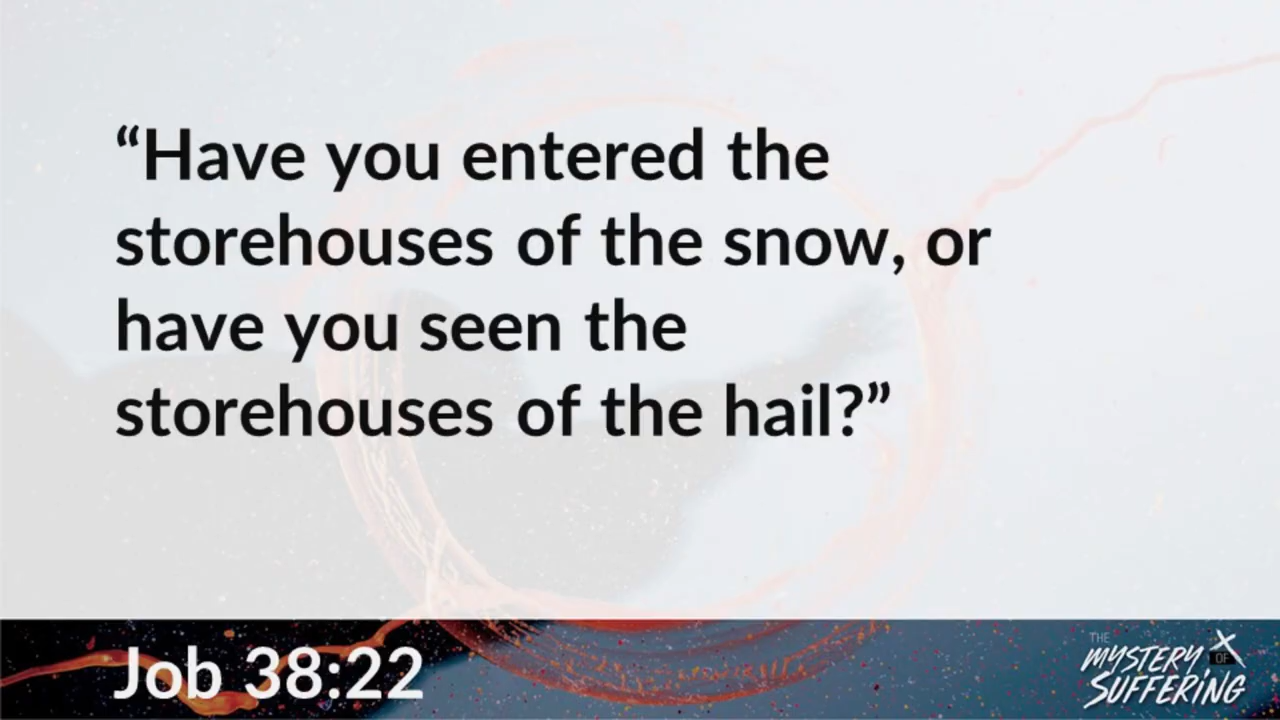 “Have you entered the
storehouses of the snow, or
have you seen the
storehouses of the hail?”
Job 38:22
THE
MYSTERY
OF
SUFFERING